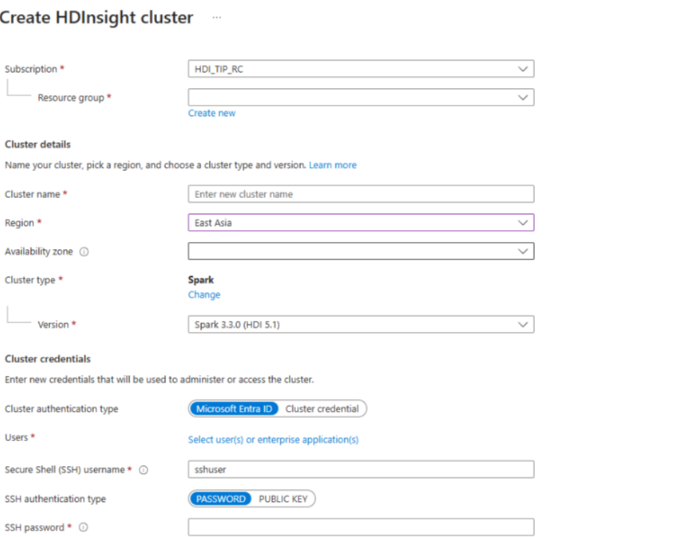 Create HDInsight cluster ...
Subscription * HDI_TIP_RC
Resource group *
Create new
Cluster details
Name your cluster, pick a region, and choose a cluster type and version. Learn more
Cluster name * Enter new cluster name
Region * East Asia
Availability zone
Cluster type * Spark
Change
Version * Spark 3.3.0 (HDI 5.1)
Cluster credentials
Enter new credentials that will be used to administer or access the cluster.
Cluster authentication type Microsoft Entra ID Cluster credential
Users * Select user(s) or enterprise application(s)
Secure Shell (SSH) username * sshuser
SSH authentication type PASSWORD PUBLIC KEY
SSH password *